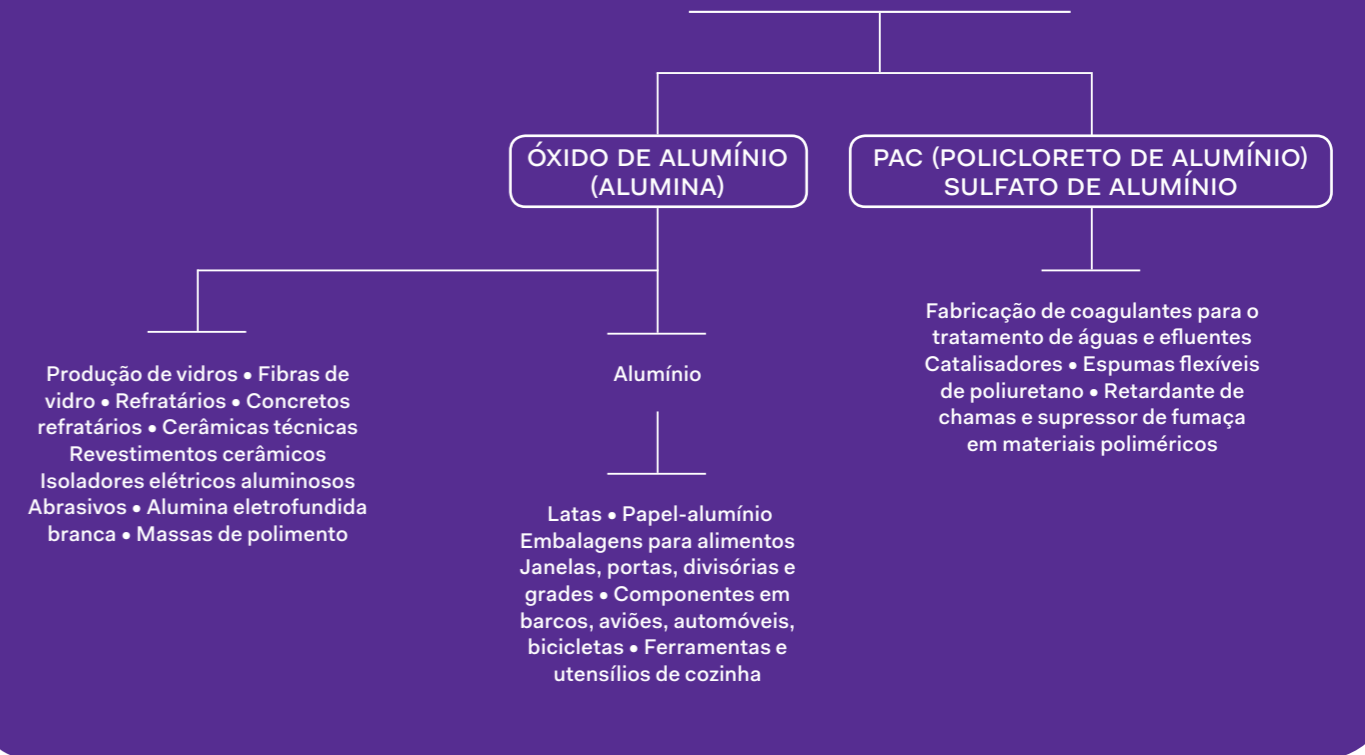 ÓXIDO DE ALUMÍNIO
(ALUMINA)
PAC (POLICLORETO DE ALUMÍNIO)
SULFATO DE ALUMÍNIO
Produção de vidros • Fibras de
vidro • Refratários • Concretos
refratários • Cerâmicas técnicas
Revestimentos cerâmicos
Isoladores elétricos aluminosos
Abrasivos • Alumina eletrofundida
branca • Massas de polimento
Alumínio
Latas • Papel-alumínio
Embalagens para alimentos
Janelas, portas, divisórias e
grades • Componentes em
barcos, aviões, automóveis,
bicicletas • Ferramentas e
utensílios de cozinha
Fabricação de coagulantes para o
tratamento de águas e efluentes
Catalisadores • Espumas flexíveis
de poliuretano • Retardante de
chamas e supressor de fumaça
em materiais poliméricos